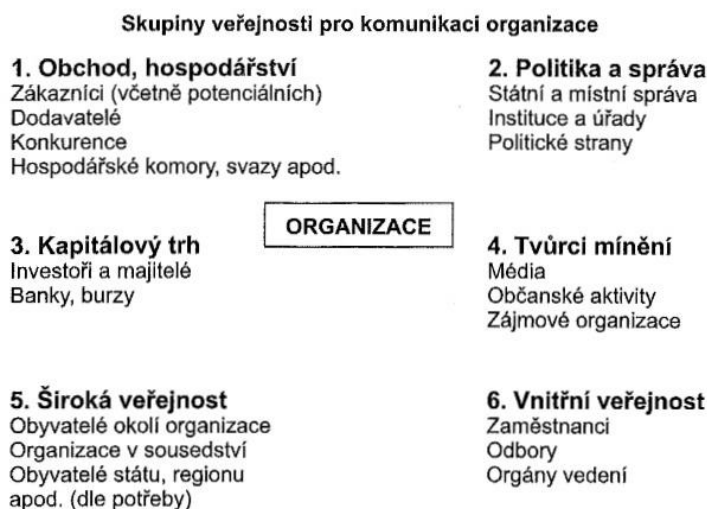 Skupiny veřejnosti pro komunikaci organizace
1. Obchod, hospodářství
Zákazníci (včetně potenciálních)
Dodavatelé
Konkurence
Hospodářské komory, svazy apod.
2. Politika a správa
Státní a místní správa
Instituce a úřady
Politické strany
ORGANIZACE
3. Kapitálový trh
Investoři a majitelé
Banky, burzy
4. Tvůrci mínění
Média
Občanské aktivity
Zájmové organizace
5. Široká veřejnost
Obyvatelé okolí organizace
Organizace v sousedství
Obyvatelé státu, regionu
apod. (dle potřeby)
6. Vnitřní veřejnost
Zaměstnanci
Odbory
Orgány vedení